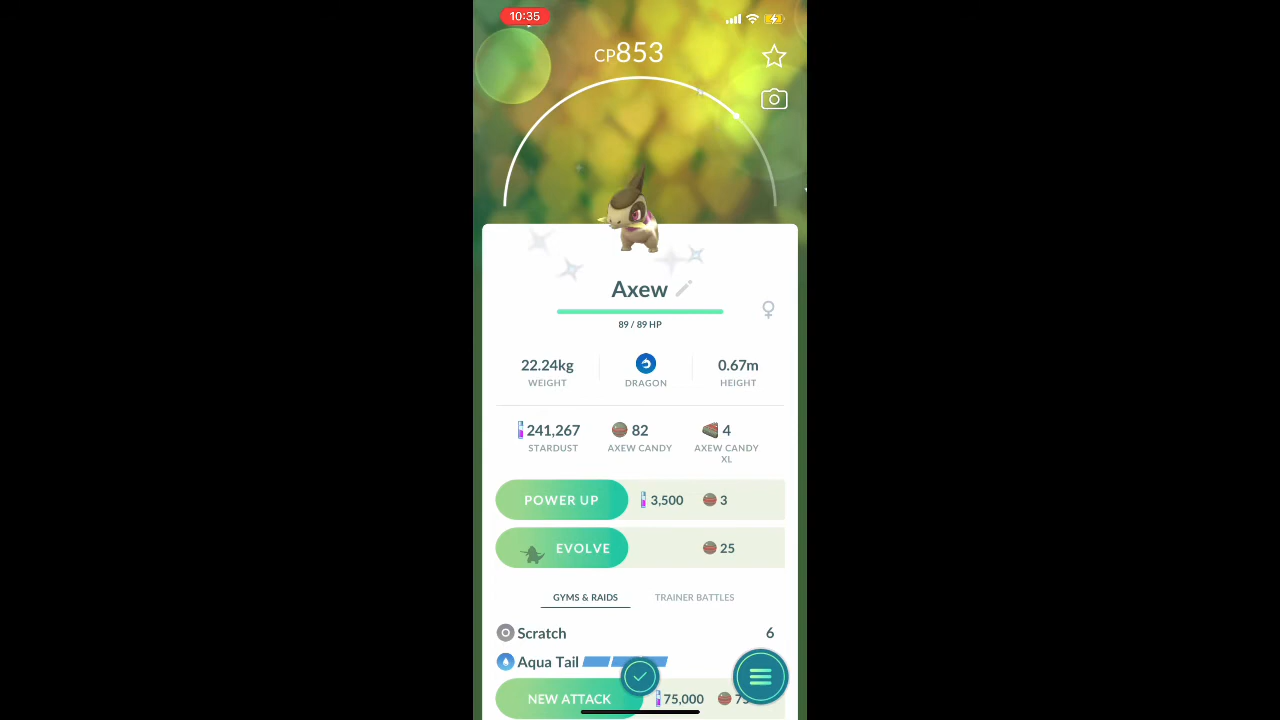 10:35
CP853
Axew
89 / 89 HP
22.24kg
WEIGHT
DRAGON
0.67m
HEIGHT
241,267
STARDUST
82
AXEW CANDY
4
AXEW CANDY
XL
POWER UP 3,500 3
EVOLVE 25
GYMS & RAIDS TRAINER BATTLES
Scratch 6
Aqua Tail
NEW ATTACK 75,000